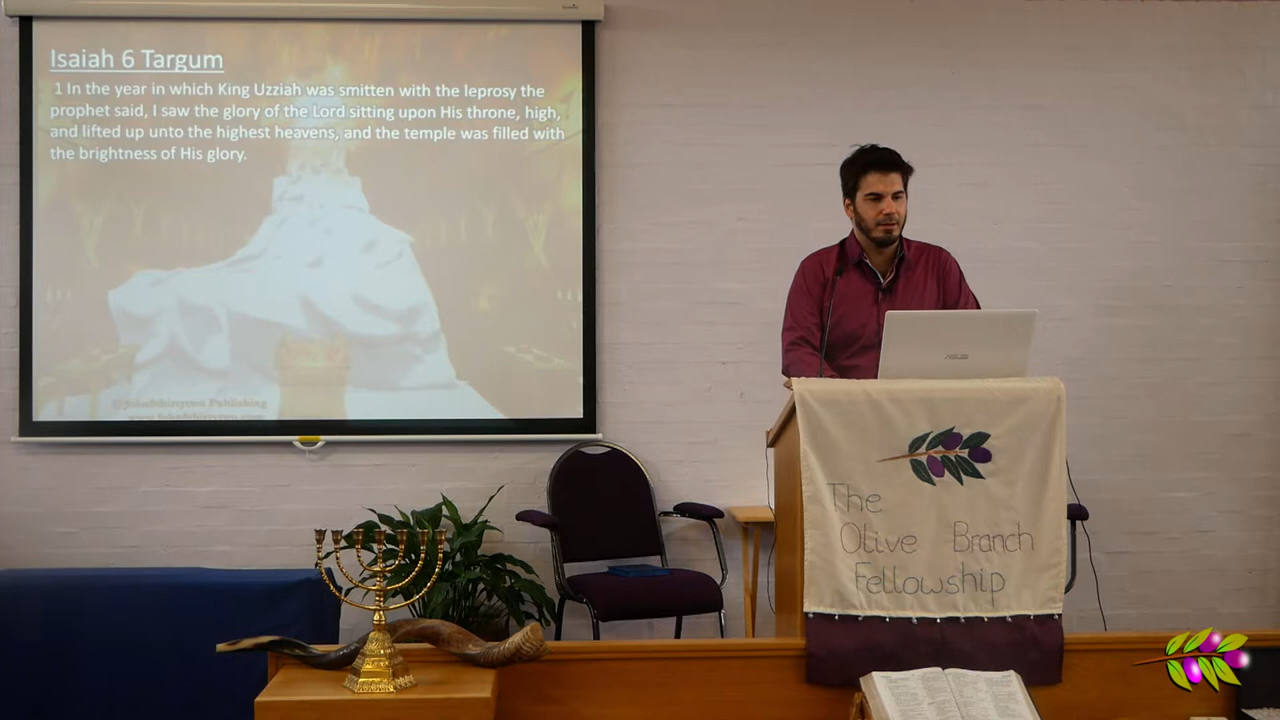 Isaiah 6 Targum
1 In the year in which King Uzziah was smitten with the leprosy the
prophet said, I saw the glory of the Lord sitting upon His throne, high,
and lifted up unto the highest heavens, and the temple was filled with
the brightness of His glory.
Publishing
ASUS
The
Olive Branch
Fellowship